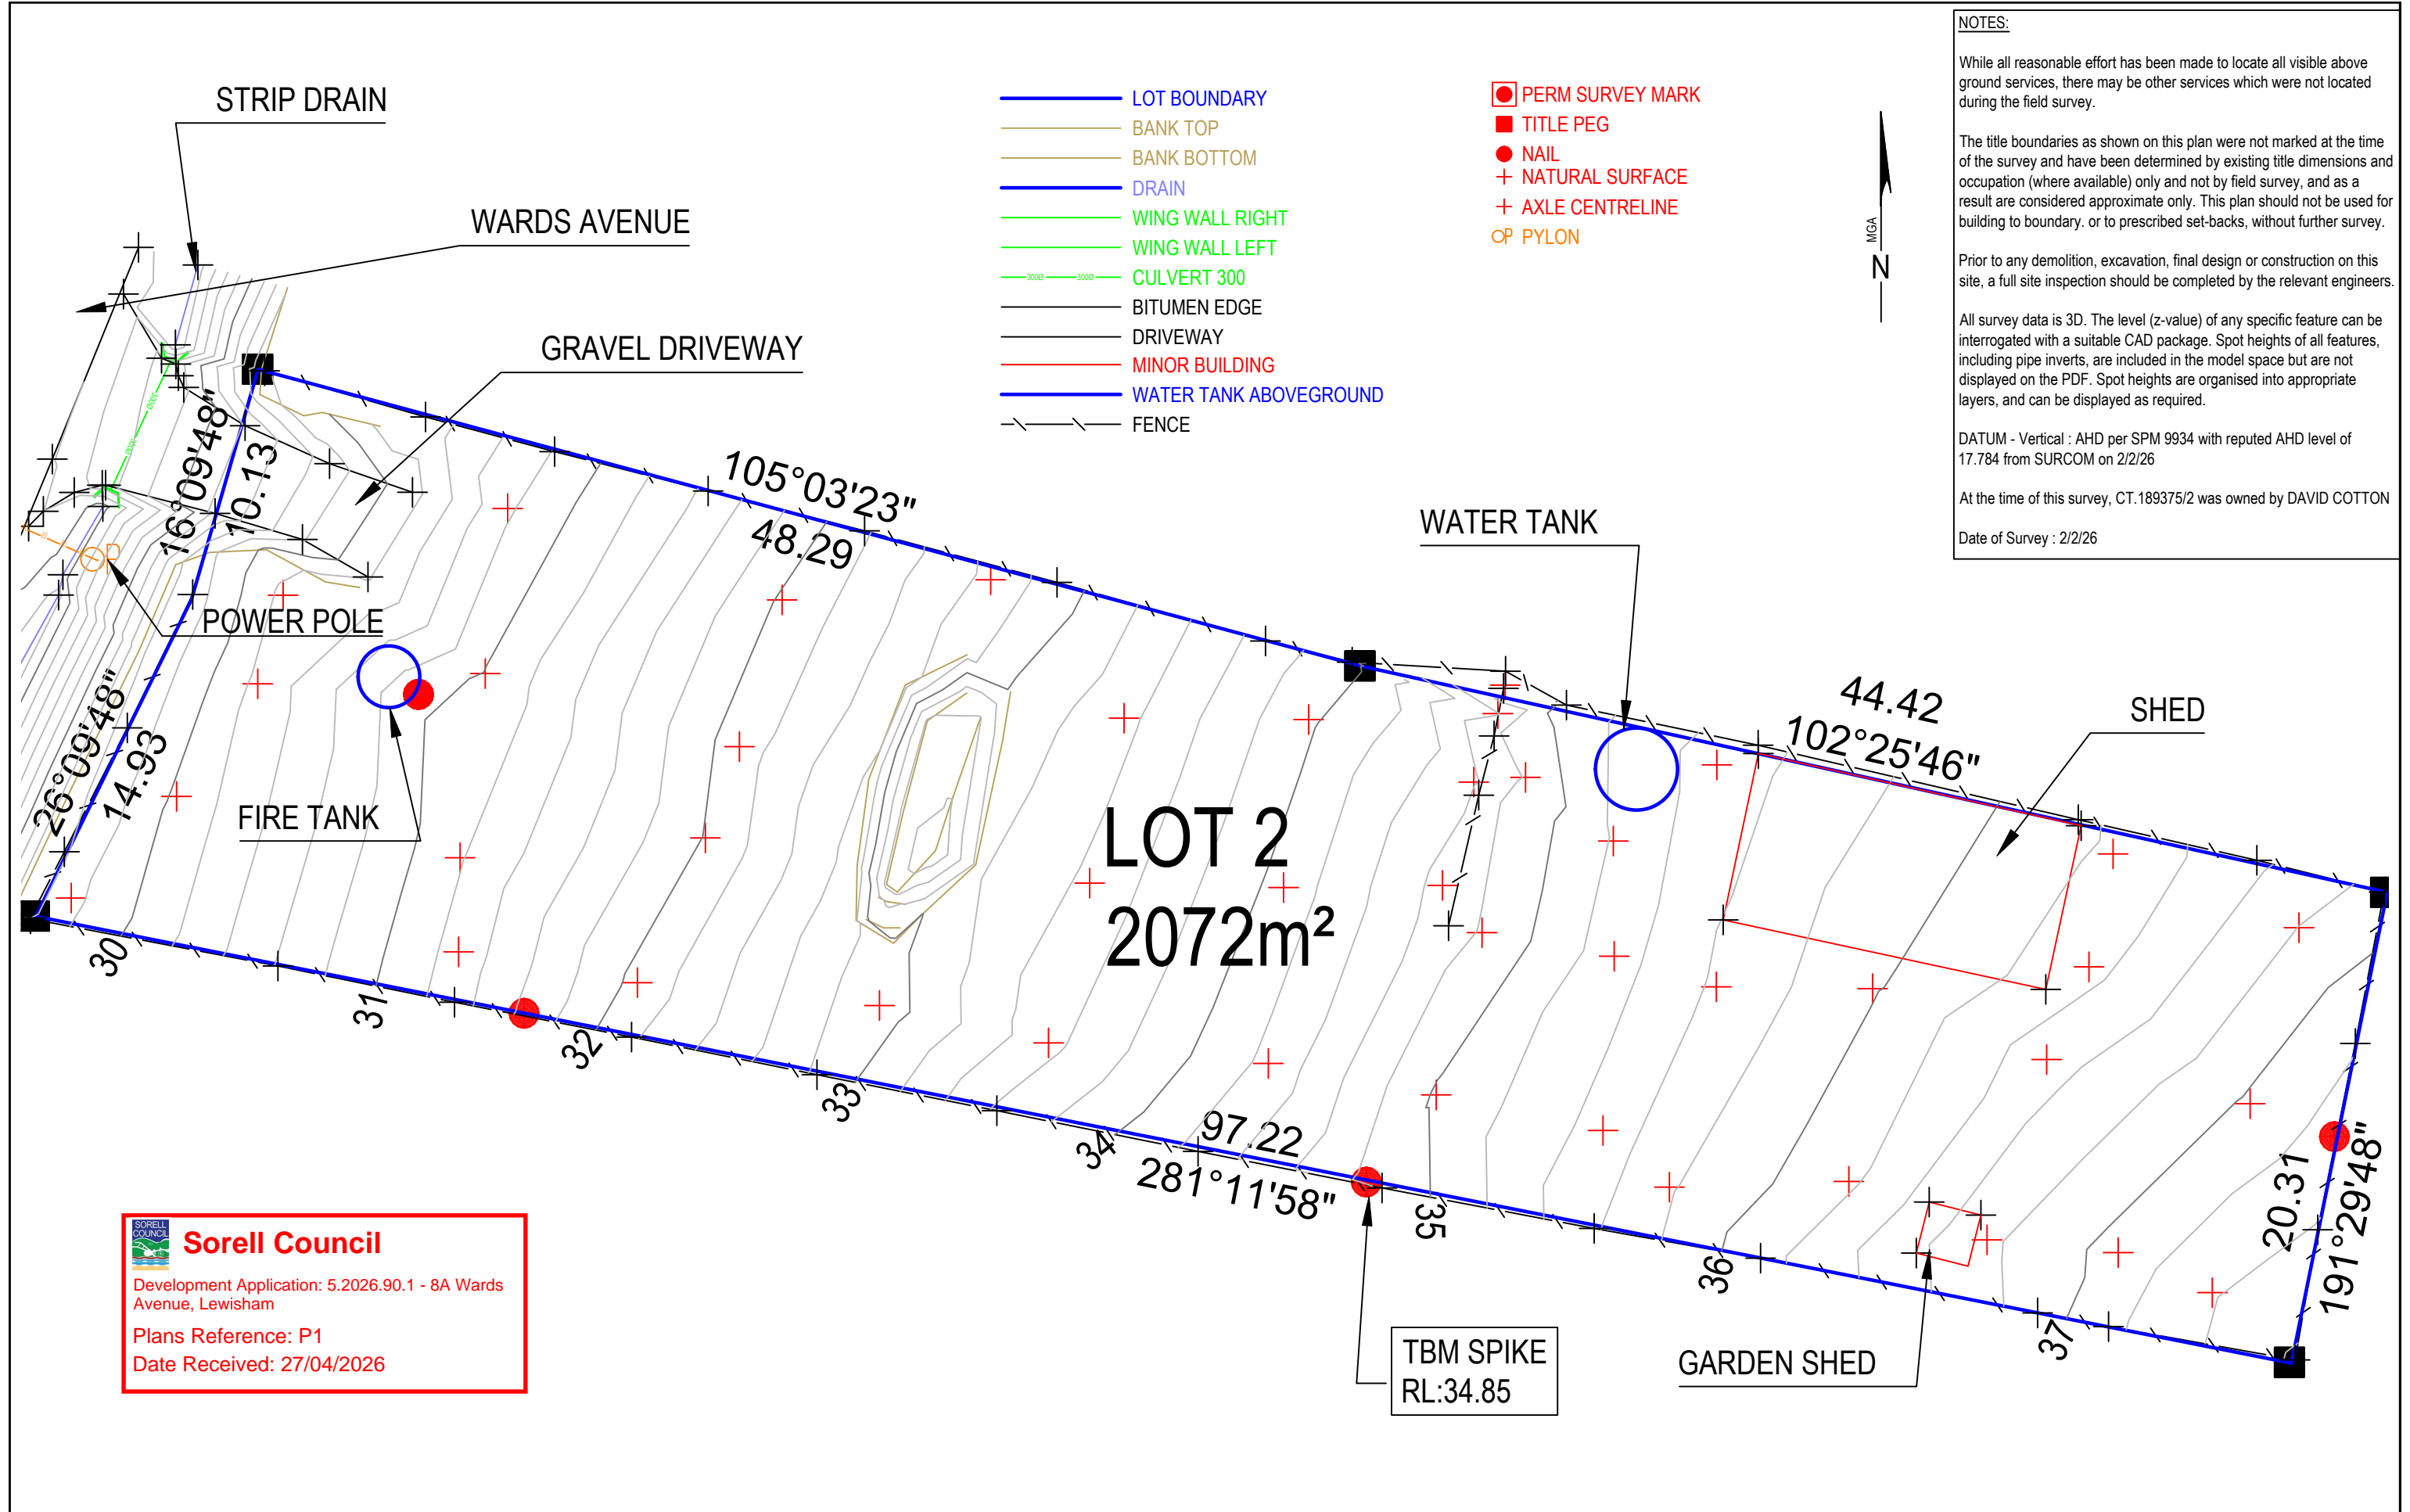 STRIP DRAIN
WARDS AVENUE
GRAVEL DRIVEWAY
LOT BOUNDARY
BANK TOP
BANK BOTTOM
DRAIN
WING WALL RIGHT
WING WALL LEFT
300Ø 300Ø CULVERT 300
BITUMEN EDGE
DRIVEWAY
MINOR BUILDING
WATER TANK ABOVEGROUND
FENCE
PERM SURVEY MARK
TITLE PEG
NAIL
NATURAL SURFACE
AXLE CENTRELINE
P PYLON
MGA
N
NOTES:
While all reasonable effort has been made to locate all visible above
ground services, there may be other services which were not located
during the field survey.
The title boundaries as shown on this plan were not marked at the time
of the survey and have been determined by existing title dimensions and
occupation (where available) only and not by field survey, and as a
result are considered approximate only. This plan should not be used for
building to boundary. or to prescribed set-backs, without further survey.
Prior to any demolition, excavation, final design or construction on this
site, a full site inspection should be completed by the relevant engineers.
All survey data is 3D. The level (z-value) of any specific feature can be
interrogated with a suitable CAD package. Spot heights of all features,
including pipe inverts, are included in the model space but are not
displayed on the PDF. Spot heights are organised into appropriate
layers, and can be displayed as required.
DATUM - Vertical : AHD per SPM 9934 with reputed AHD level of
17.784 from SURCOM on 2/2/26
At the time of this survey, CT.189375/2 was owned by DAVID COTTON
Date of Survey : 2/2/26
300Ø
300Ø
16°09'48"
10.13
105°03'23"
48.29
WATER TANK
P
POWER POLE
26°09'48"
14.93
FIRE TANK
44.42
102°25'46"
SHED
LOT 2
2072m²
30
31
32
33
34
97.22
281°11'58"
35
36
37
20.31
191°29'48"
TBM SPIKE
RL:34.85
GARDEN SHED
SORELL
COUNCIL
Sorell Council
Development Application: 5.2026.90.1 - 8A Wards
Avenue, Lewisham
Plans Reference: P1
Date Received: 27/04/2026